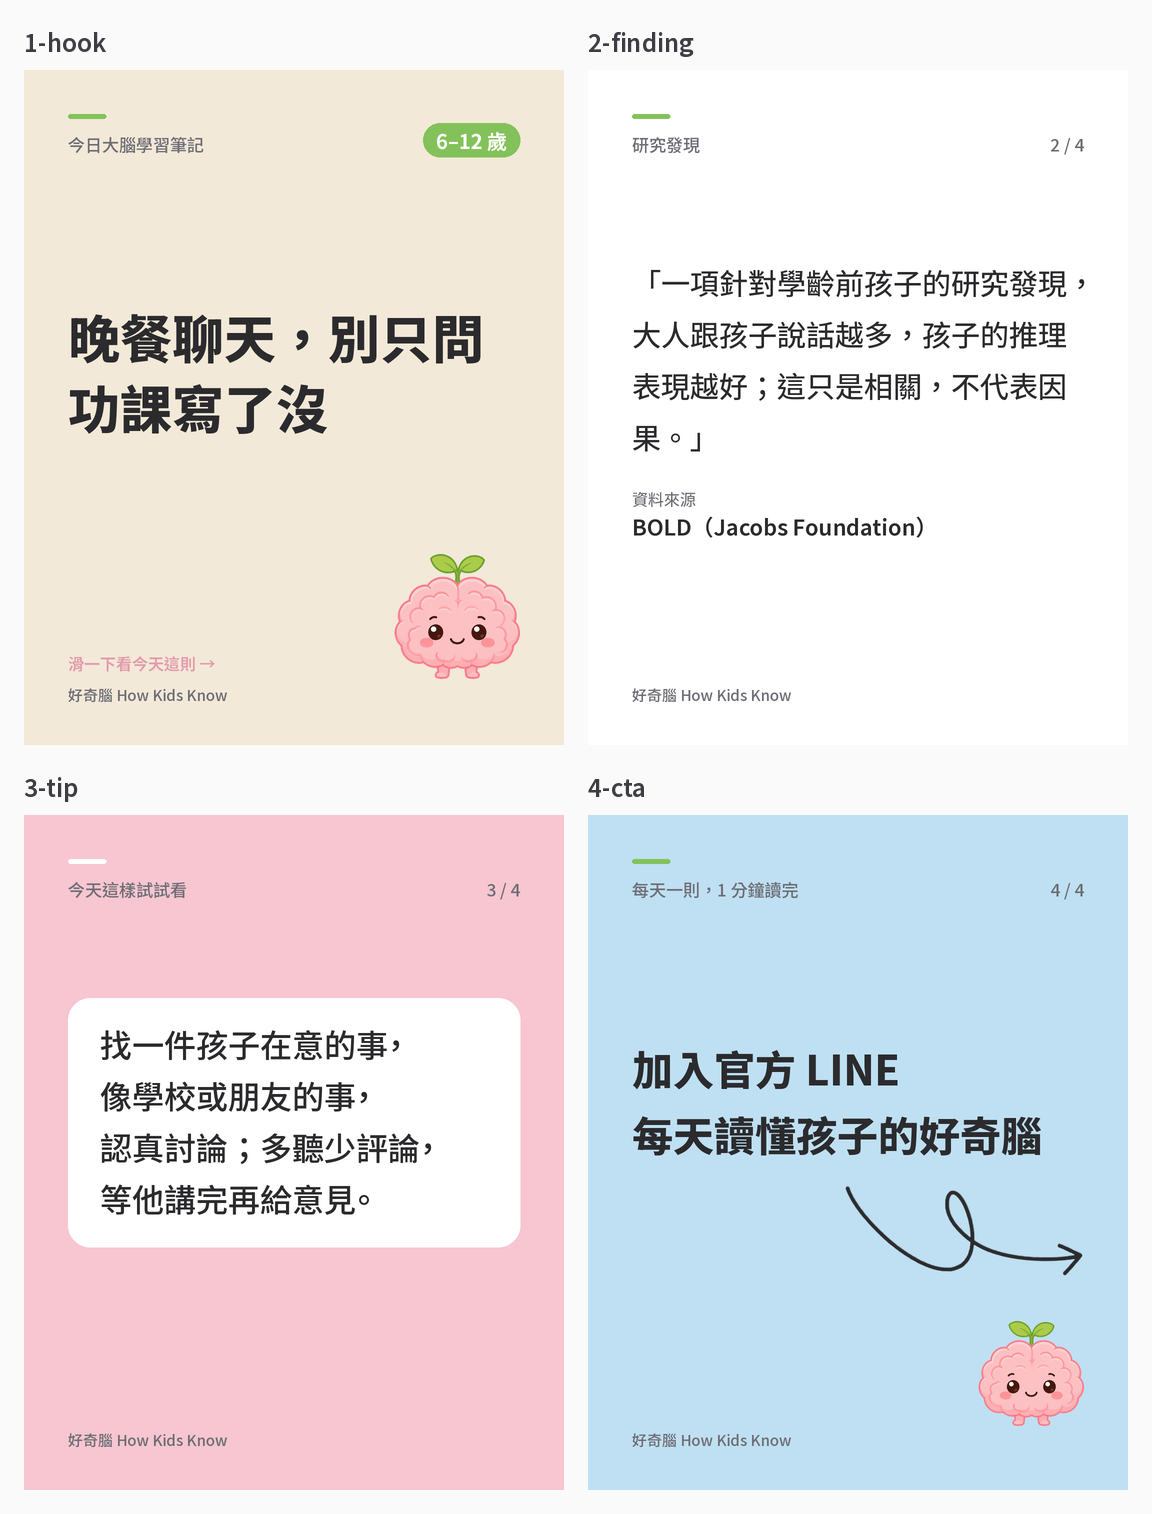 1-hook
今日大腦學習筆記
6–12 歲
晚餐聊天，別只問
功課寫了沒
滑一下看今天這則 →
好奇腦 How Kids Know
2-finding
研究發現
2 / 4
「一項針對學齡前孩子的研究發現，
大人跟孩子說話越多，孩子的推理
表現越好；這只是相關，不代表因
果。」
資料來源
BOLD（Jacobs Foundation）
好奇腦 How Kids Know
3-tip
今天這樣試試看
3 / 4
找一件孩子在意的事，
像學校或朋友的事，
認真討論；多聽少評論，
等他講完再給意見。
好奇腦 How Kids Know
4-cta
每天一則，1 分鐘讀完
4 / 4
加入官方 LINE
每天讀懂孩子的好奇腦
好奇腦 How Kids Know